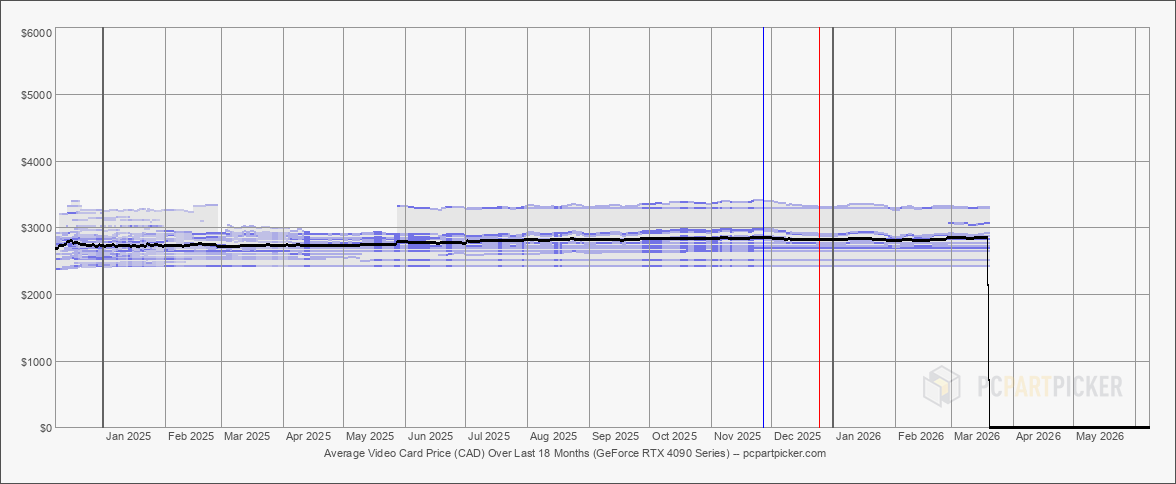 $6000
$5000
$4000
$3000
$2000
$1000
$0
PCPARTPICKER
Jan 2025 Feb 2025 Mar 2025 Apr 2025 May 2025 Jun 2025 Jul 2025 Aug 2025 Sep 2025 Oct 2025 Nov 2025 Dec 2025 Jan 2026 Feb 2026 Mar 2026 Apr 2026 May 2026
Average Video Card Price (CAD) Over Last 18 Months (GeForce RTX 4090 Series) -- pcpartpicker.com